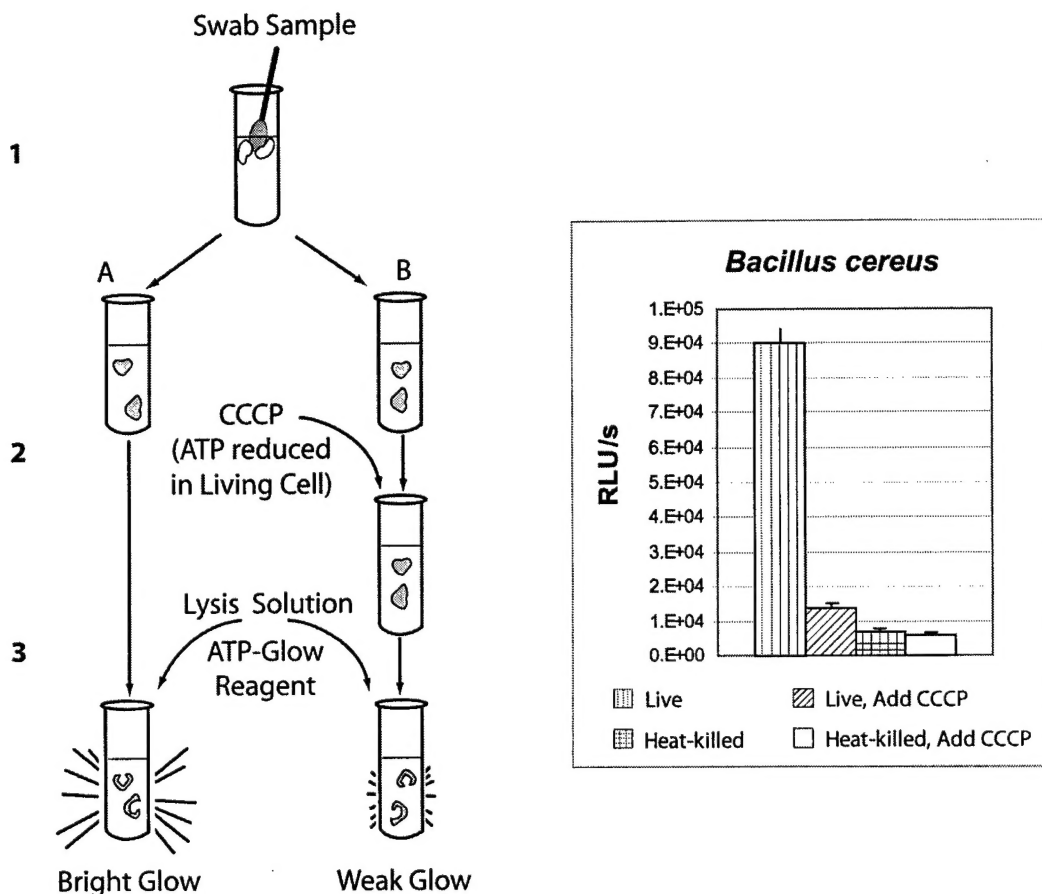 Swab Sample
1
A
B
CCCP
(ATP reduced
in Living Cell)
2
Lysis Solution
ATP-Glow
Reagent
3
Bright Glow
Weak Glow
Bacillus cereus
RLU/s
1.E+05
9.E+04
8.E+04
7.E+04
6.E+04
5.E+04
4.E+04
3.E+04
2.E+04
1.E+04
0.E+00
Live
Live, Add CCCP
Heat-killed
Heat-killed, Add CCCP